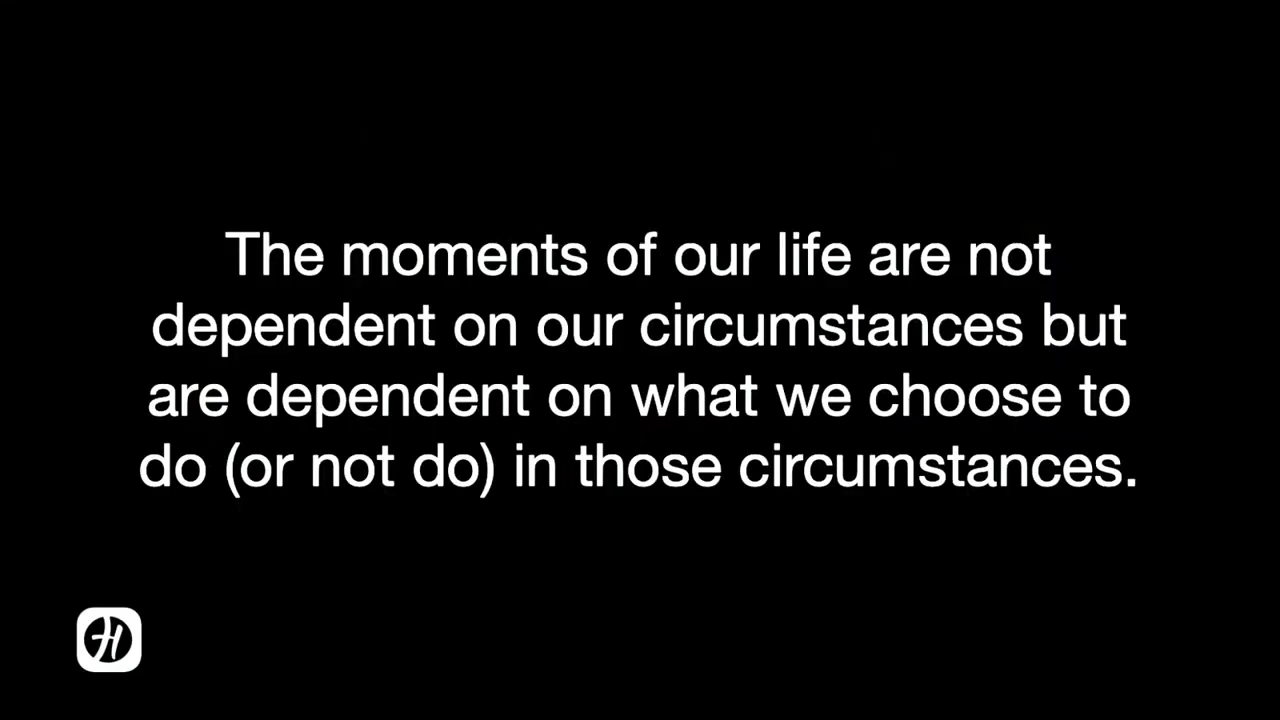 The moments of our life are not
dependent on our circumstances but
are dependent on what we choose to
do (or not do) in those circumstances.
H